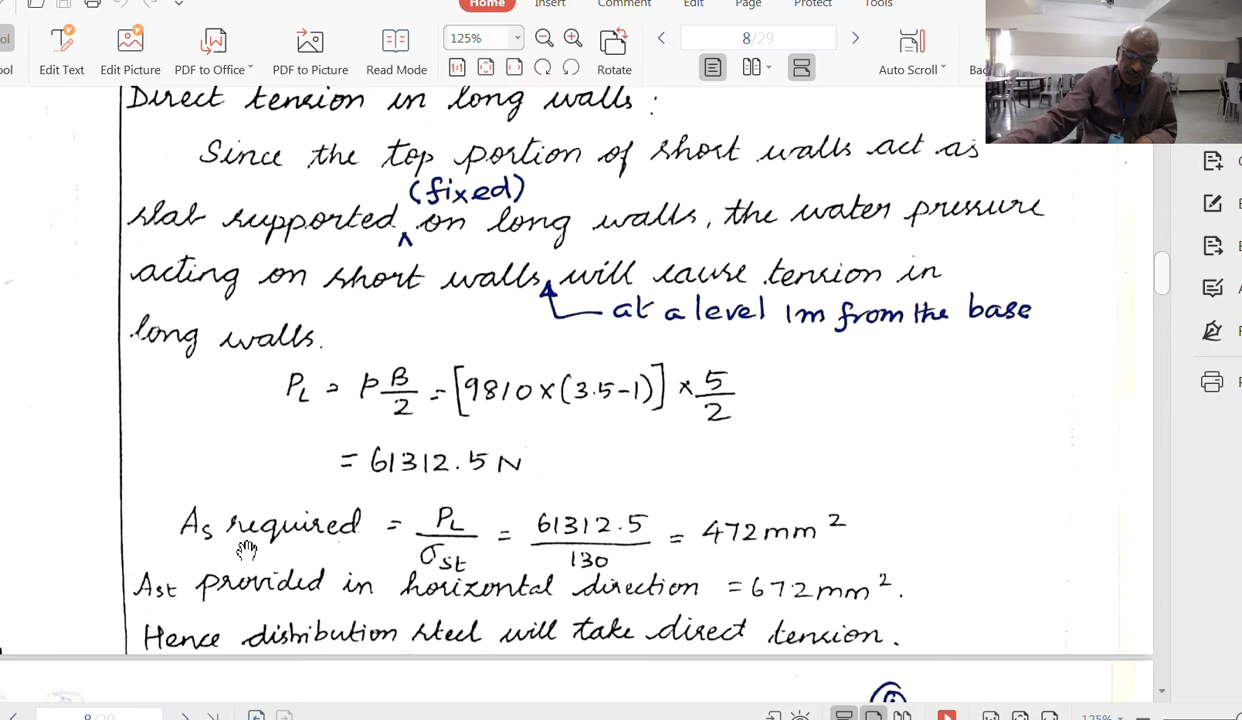 Home Insert Comment Edit Page Protect Tools
125% 8/29
Edit Text Edit Picture PDF to Office PDF to Picture Read Mode Rotate Auto Scroll
Direct tension in long walls :
Since the top portion of short walls act as
(fixed)
slab supported ^ on long walls, the water pressure
acting on short walls will cause tension in
at a level 1m from the base
long walls.
PL = p B/2 = [9810 × (3.5-1)] × 5/2
= 61312.5 N
As required = PL/σst = 61312.5/130 = 472 mm²
Ast provided in horizontal direction = 672 mm².
Hence distribution steel will take direct tension.
8/29 125%